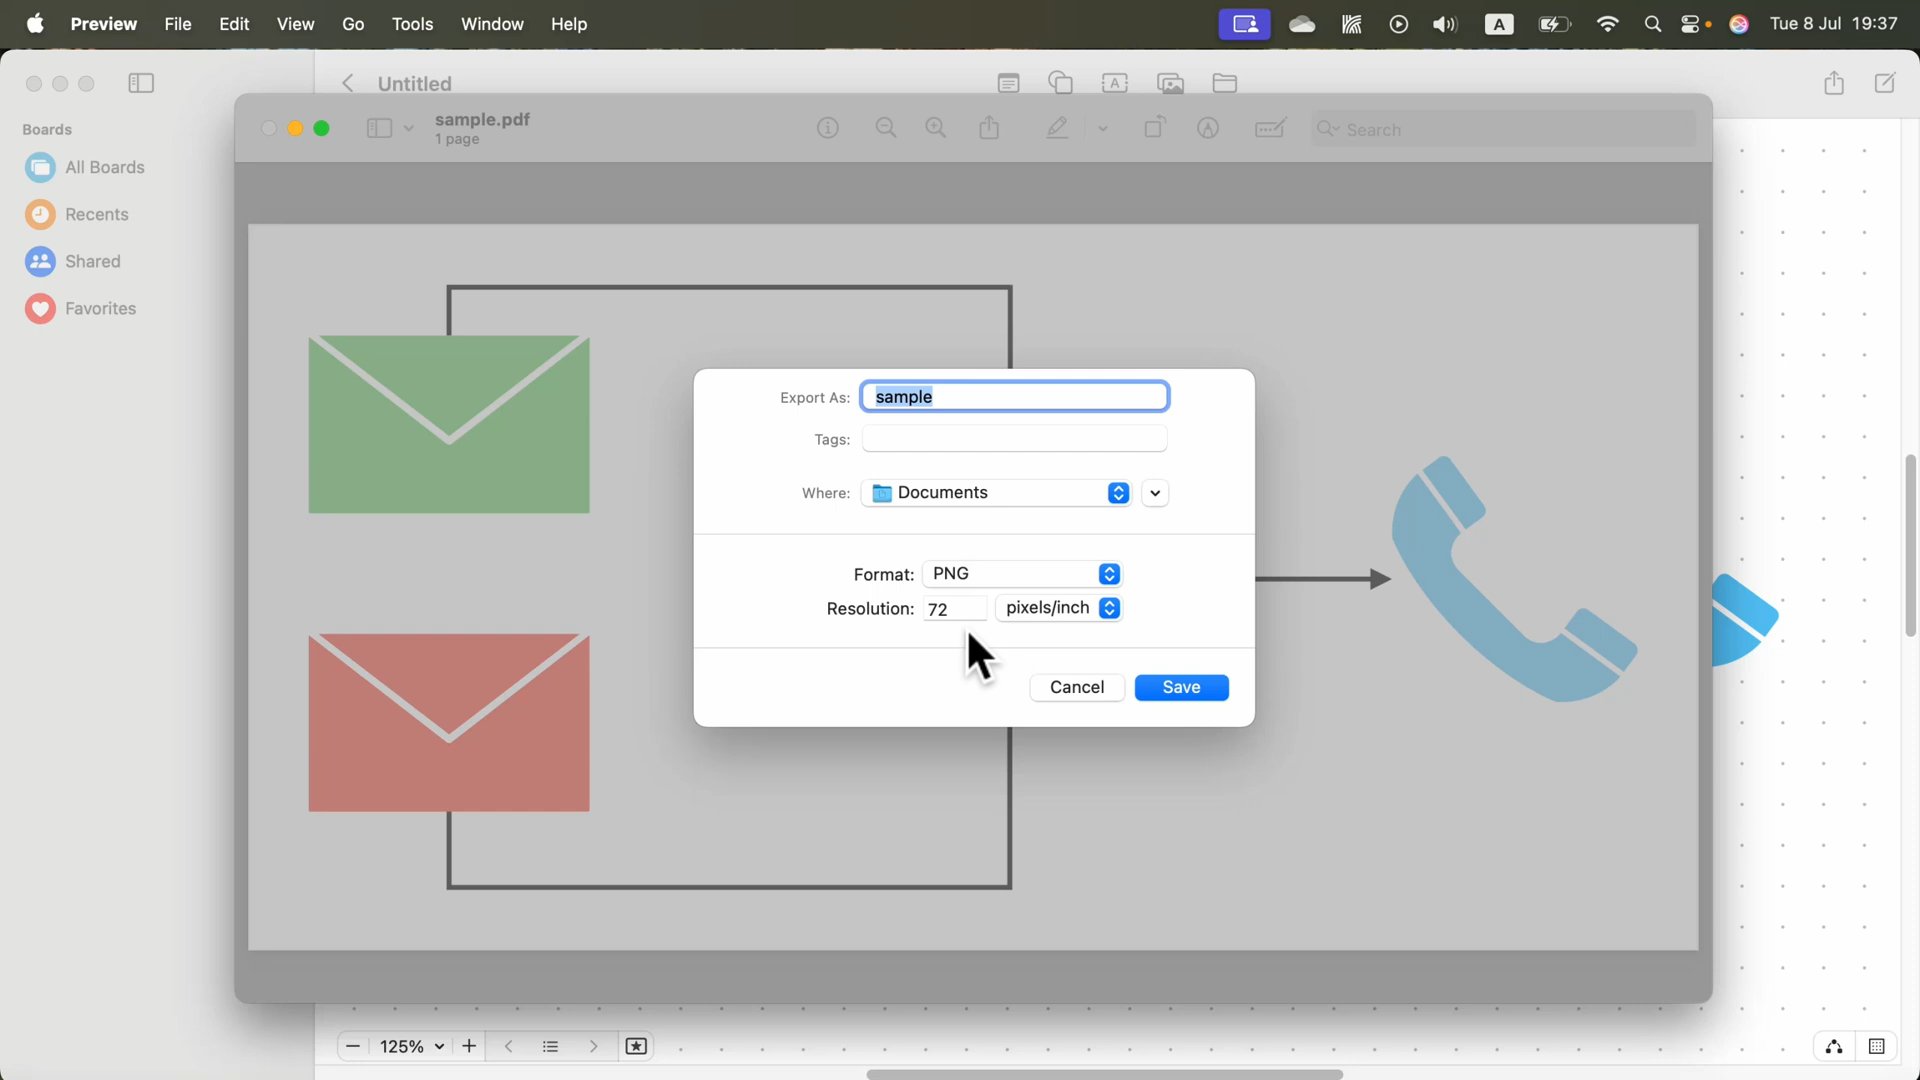 Preview File Edit View Go Tools Window Help A Tue 8 Jul 19:37
Untitled
A
Boards
sample.pdf
1 page
Search
All Boards
Recents
Shared
Favorites
Export As: sample
Tags:
Where: Documents
Format: PNG
Resolution: 72 pixels/inch
Cancel Save
125%